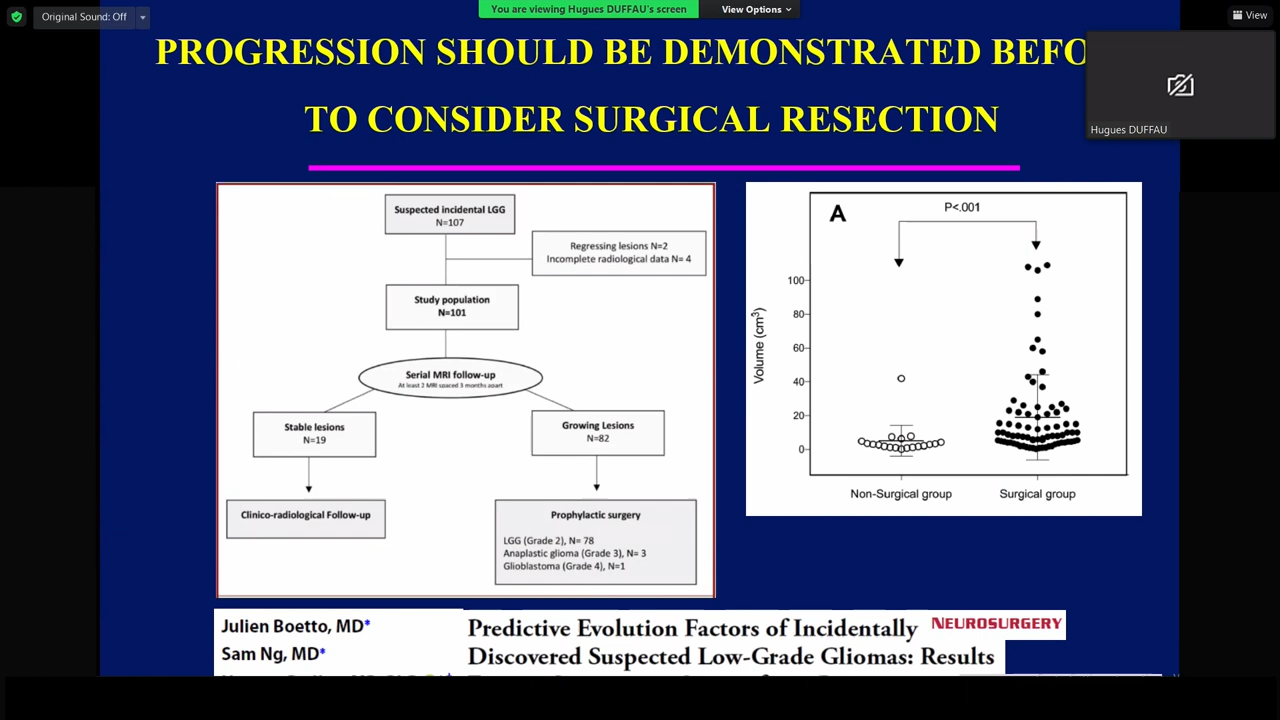 Original Sound: Off
You are viewing Hugues DUFFAU's screen
View Options
View
PROGRESSION SHOULD BE DEMONSTRATED BEFO
TO CONSIDER SURGICAL RESECTION
Hugues DUFFAU
Suspected incidental LGG
N=107
Regressing lesions N=2
Incomplete radiological data N= 4
Study population
N=101
Serial MRI follow-up
At least 2 MRI spaced 3 months apart
Stable lesions
N=19
Growing Lesions
N=82
Clinico-radiological Follow-up
Prophylactic surgery
LGG (Grade 2), N= 78
Anaplastic glioma (Grade 3), N= 3
Glioblastoma (Grade 4), N=1
A
P<.001
Volume (cm³)
100
80
60
40
20
0
Non-Surgical group
Surgical group
Julien Boetto, MD*
Sam Ng, MD*
Predictive Evolution Factors of Incidentally
Discovered Suspected Low-Grade Gliomas: Results
NEUROSURGERY